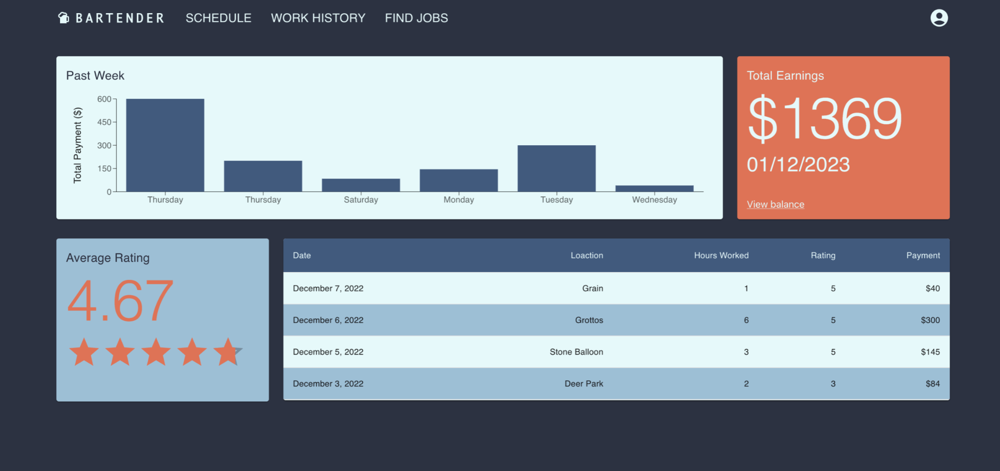 BARTENDER SCHEDULE WORK HISTORY FIND JOBS
Past Week
Total Payment ($)
600
450
300
150
0
Thursday Thursday Saturday Monday Tuesday Wednesday
Total Earnings
$1369
01/12/2023
View balance
Average Rating
4.67
Date Loaction Hours Worked Rating Payment
December 7, 2022 Grain 1 5 $40
December 6, 2022 Grottos 6 5 $300
December 5, 2022 Stone Balloon 3 5 $145
December 3, 2022 Deer Park 2 3 $84